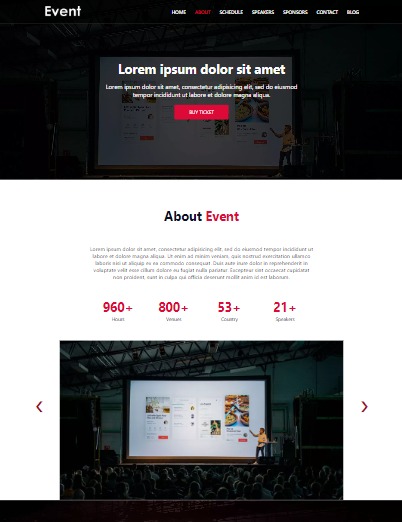 Event
HOME ABOUT SCHEDULE SPEAKERS SPONSORS CONTACT BLOG
Lorem ipsum dolor sit amet
Lorem ipsum dolor sit amet, consectetur adipisicing elit, sed do eiusmod
tempor incididunt ut labore et dolore magna aliqua.
BUY TICKET
About Event
Lorem ipsum dolor sit amet, consectetur adipisicing elit, sed do eiusmod tempor incididunt ut
labore et dolore magna aliqua. Ut enim ad minim veniam, quis nostrud exercitation ullamco
laboris nisi ut aliquip ex ea commodo consequat. Duis aute irure dolor in reprehenderit in
voluptate velit esse cillum dolore eu fugiat nulla pariatur. Excepteur sint occaecat cupidatat
non proident, sunt in culpa qui officia deserunt mollit anim id est laborum.
960+ 800+ 53+ 21+
Hours Venues Country Speakers